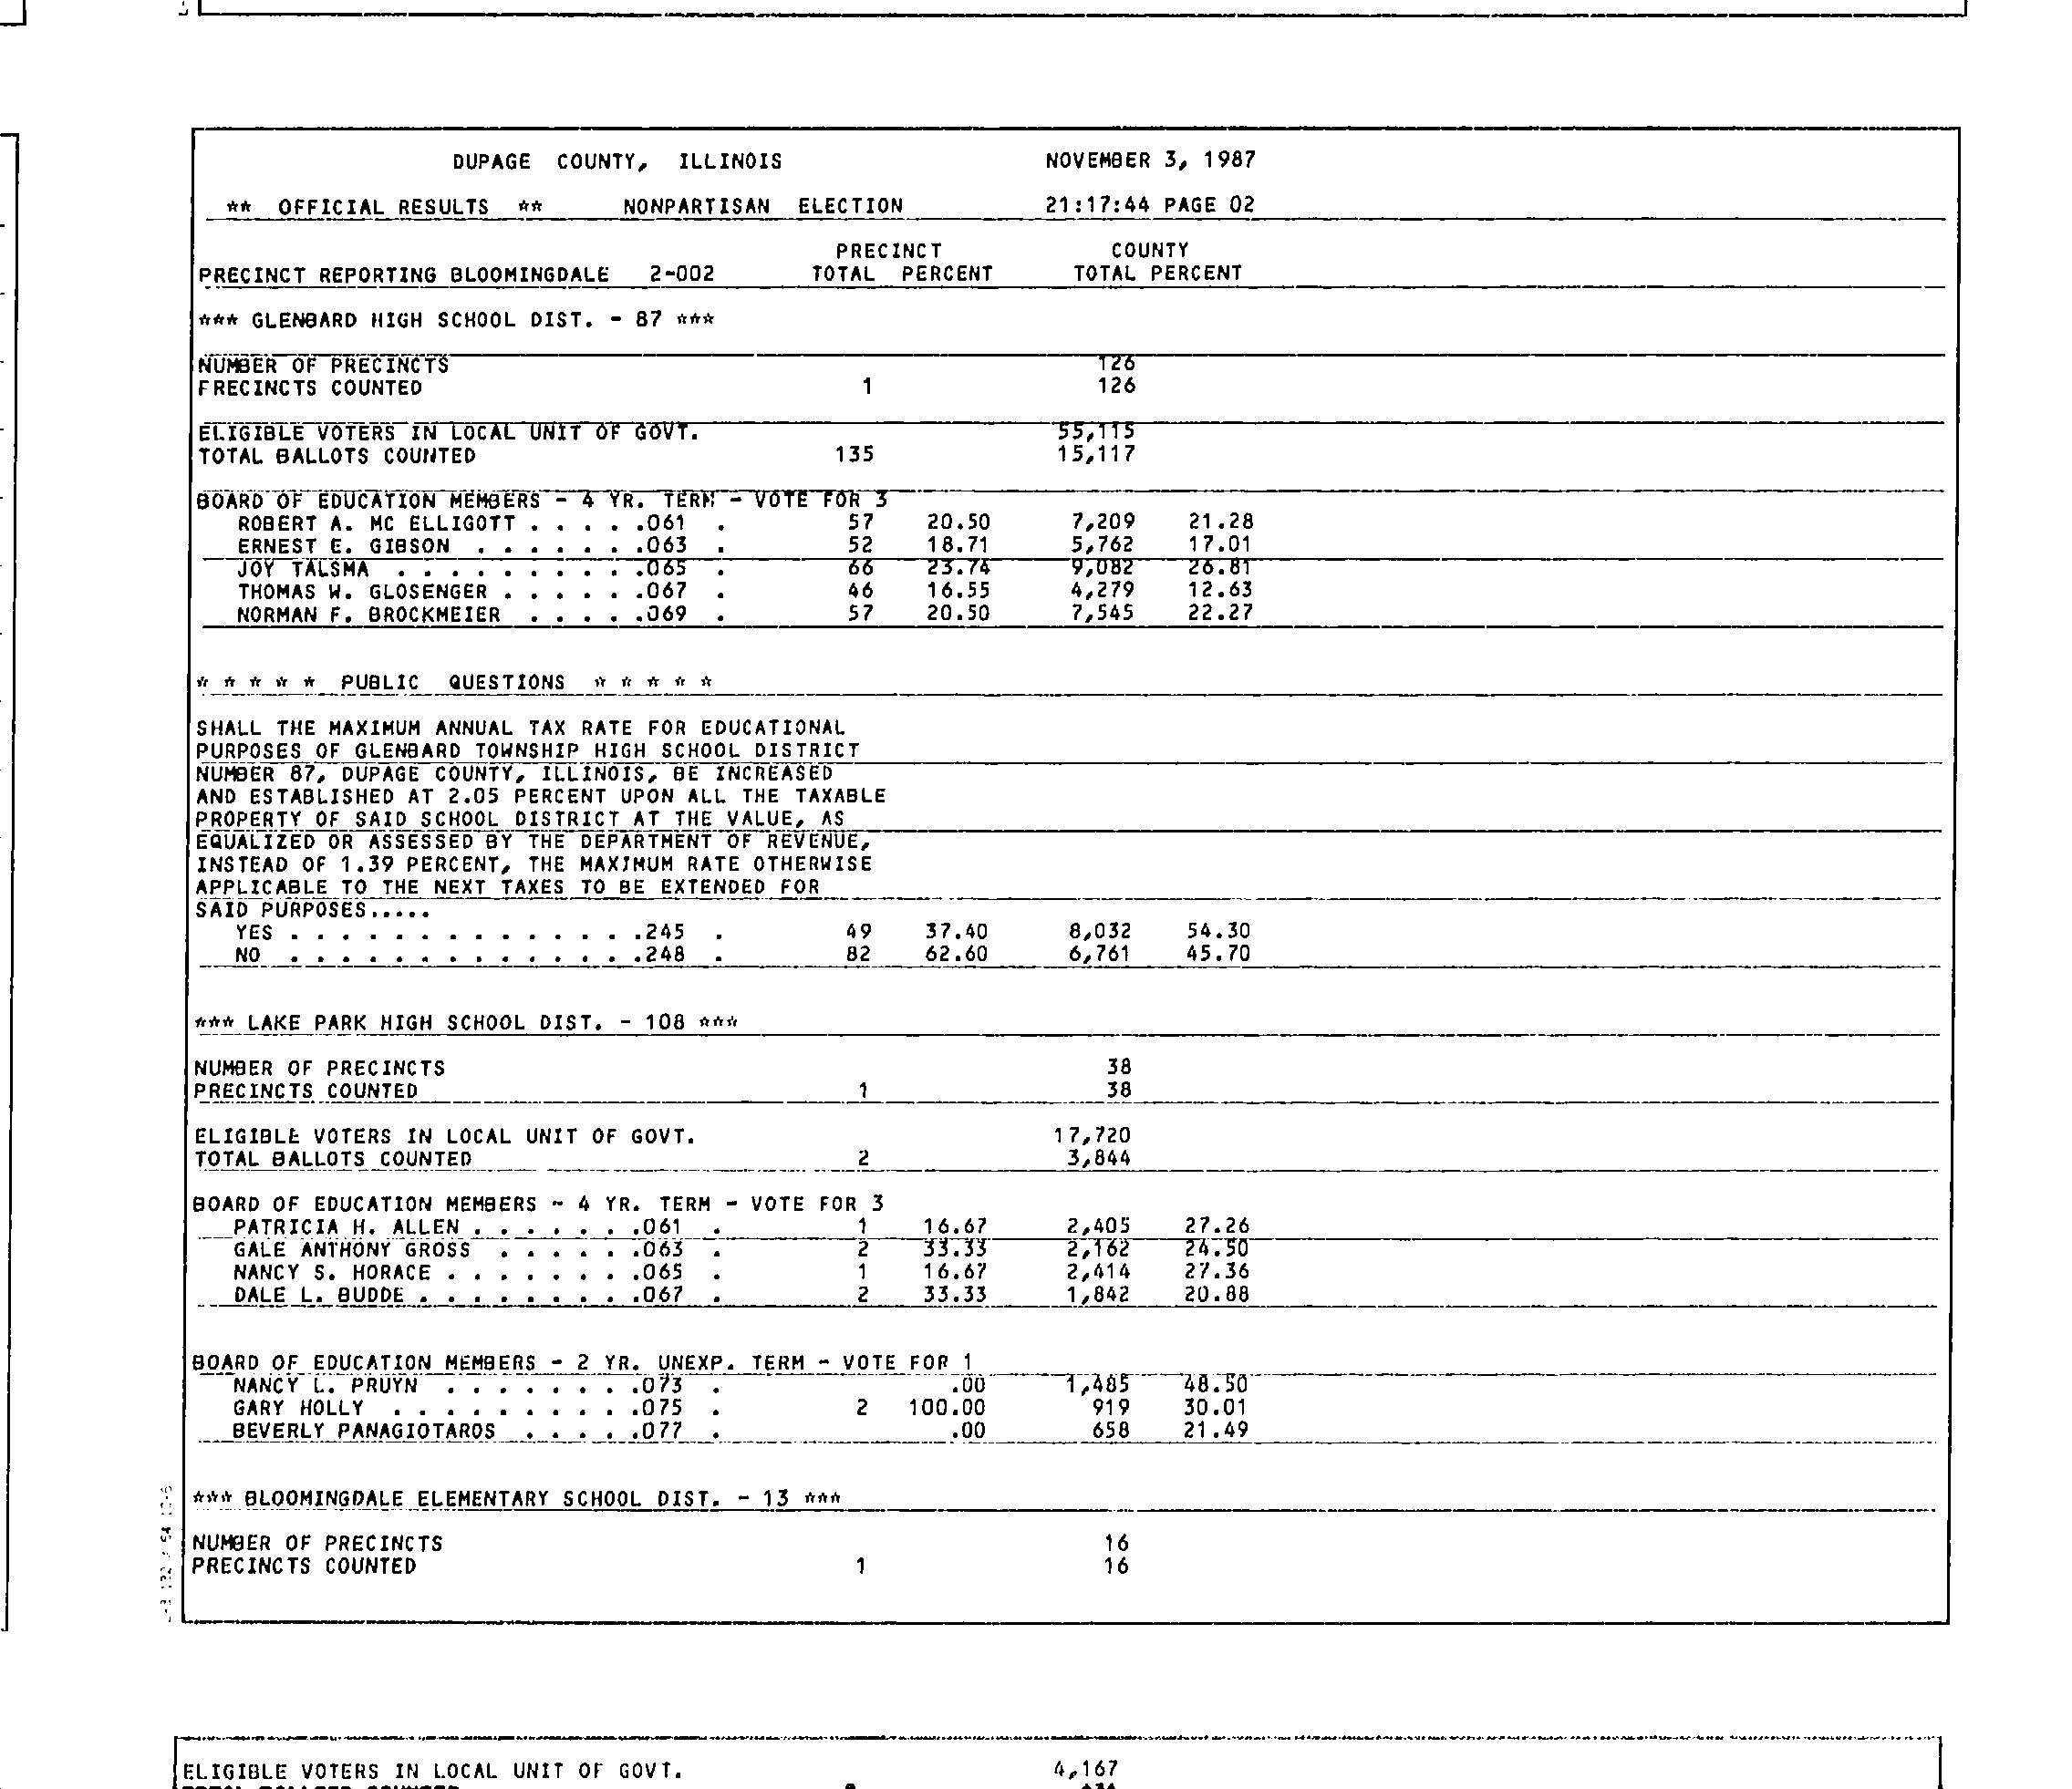 DUPAGE COUNTY, ILLINOIS NOVEMBER 3, 1987
** OFFICIAL RESULTS ** NONPARTISAN ELECTION 21:17:44 PAGE 02
PRECINCT COUNTY
PRECINCT REPORTING BLOOMINGDALE 2-002 TOTAL PERCENT TOTAL PERCENT
*** GLENBARD HIGH SCHOOL DIST. - 87 ***
NUMBER OF PRECINCTS 126
PRECINCTS COUNTED 1 126
ELIGIBLE VOTERS IN LOCAL UNIT OF GOVT. 55,115
TOTAL BALLOTS COUNTED 135 15,117
BOARD OF EDUCATION MEMBERS - 4 YR. TERM - VOTE FOR 3
ROBERT A. MC ELLIGOTT . . . . .061 . 57 20.50 7,209 21.28
ERNEST E. GIBSON . . . . . . .063 . 52 18.71 5,762 17.01
JOY TALSMA . . . . . . . . . .065 . 66 23.74 9,082 26.81
THOMAS W. GLOSENGER . . . . . .067 . 46 16.55 4,279 12.63
NORMAN F. BROCKMEIER . . . . .069 . 57 20.50 7,545 22.27
* * * * * PUBLIC QUESTIONS * * * * *
SHALL THE MAXIMUM ANNUAL TAX RATE FOR EDUCATIONAL
PURPOSES OF GLENBARD TOWNSHIP HIGH SCHOOL DISTRICT
NUMBER 87, DUPAGE COUNTY, ILLINOIS, BE INCREASED
AND ESTABLISHED AT 2.05 PERCENT UPON ALL THE TAXABLE
PROPERTY OF SAID SCHOOL DISTRICT AT THE VALUE, AS
EQUALIZED OR ASSESSED BY THE DEPARTMENT OF REVENUE,
INSTEAD OF 1.39 PERCENT, THE MAXIMUM RATE OTHERWISE
APPLICABLE TO THE NEXT TAXES TO BE EXTENDED FOR
SAID PURPOSES.....
YES . . . . . . . . . . . . . .245 . 49 37.40 8,032 54.30
NO . . . . . . . . . . . . . .248 . 82 62.60 6,761 45.70
*** LAKE PARK HIGH SCHOOL DIST. - 108 ***
NUMBER OF PRECINCTS 38
PRECINCTS COUNTED 1 38
ELIGIBLE VOTERS IN LOCAL UNIT OF GOVT. 17,720
TOTAL BALLOTS COUNTED 2 3,844
BOARD OF EDUCATION MEMBERS - 4 YR. TERM - VOTE FOR 3
PATRICIA H. ALLEN . . . . . . .061 . 1 16.67 2,405 27.26
GALE ANTHONY GROSS . . . . . .063 . 2 33.33 2,162 24.50
NANCY S. HORACE . . . . . . . .065 . 1 16.67 2,414 27.36
DALE L. BUDDE . . . . . . . . .067 . 2 33.33 1,842 20.88
BOARD OF EDUCATION MEMBERS - 2 YR. UNEXP. TERM - VOTE FOR 1
NANCY L. PRUYN . . . . . . . .073 . .00 1,485 48.50
GARY HOLLY . . . . . . . . . .075 . 2 100.00 919 30.01
BEVERLY PANAGIOTAROS . . . . .077 . .00 658 21.49
*** BLOOMINGDALE ELEMENTARY SCHOOL DIST. - 13 ***
NUMBER OF PRECINCTS 16
PRECINCTS COUNTED 1 16
ELIGIBLE VOTERS IN LOCAL UNIT OF GOVT. 4,167